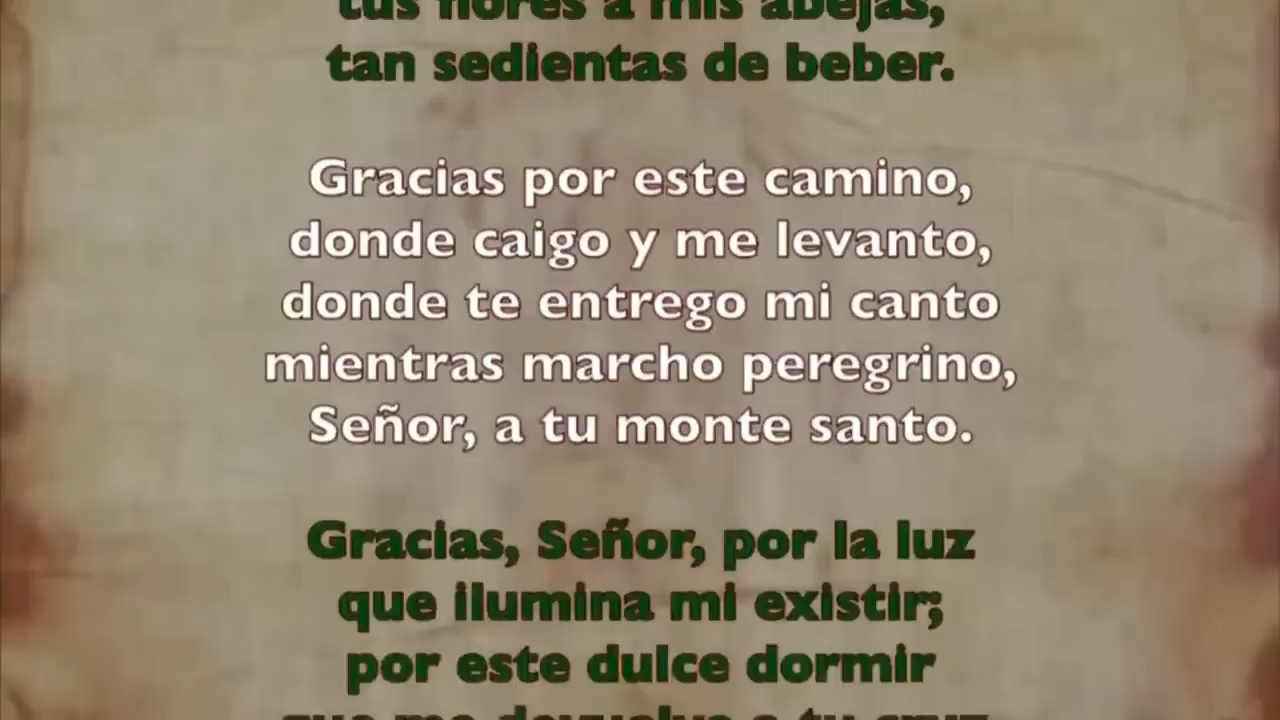 tus flores a mis abejas,
tan sedientas de beber.
Gracias por este camino,
donde caigo y me levanto,
donde te entrego mi canto
mientras marcho peregrino,
Señor, a tu monte santo.
Gracias, Señor, por la luz
que ilumina mi existir;
por este dulce dormir
que me devuelve a tu cruz.